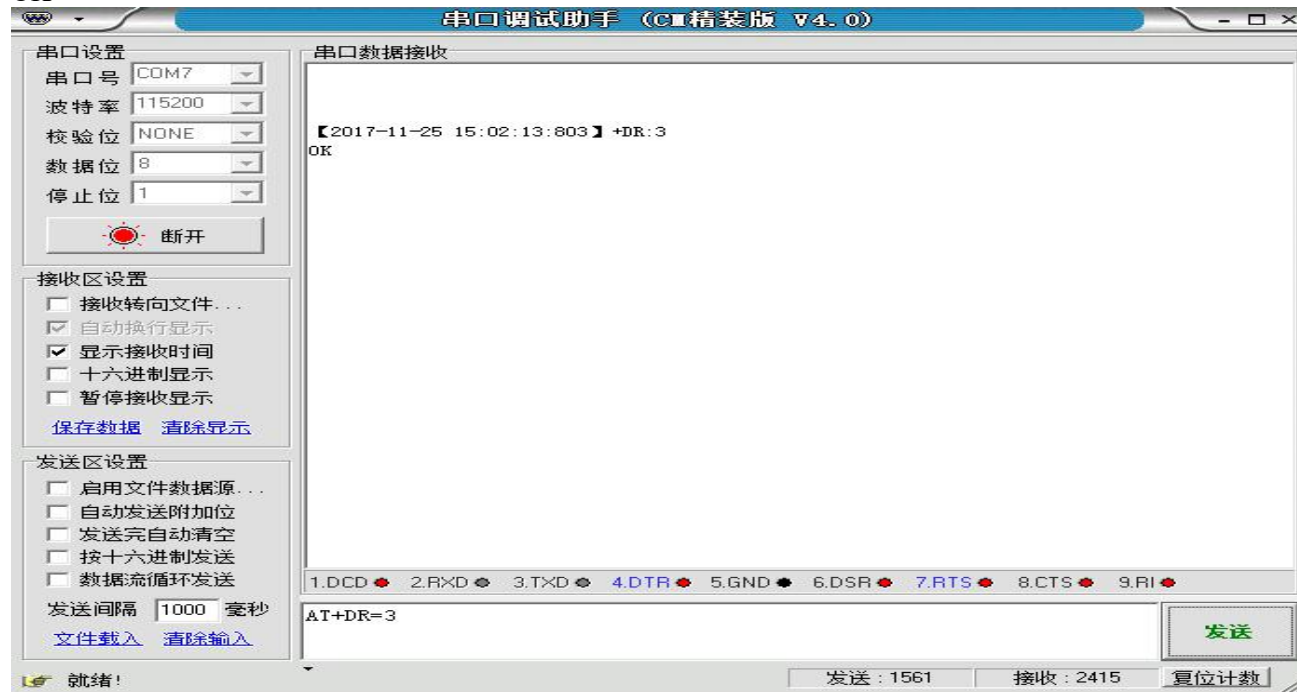 串口调试助手 (CM精装版 V4.0)
串口设置
串口号 COM7
波特率 115200
校验位 NONE
数据位 8
停止位 1
断开
接收区设置
接收转向文件...
自动换行显示
显示接收时间
十六进制显示
暂停接收显示
保存数据 清除显示
发送区设置
启用文件数据源...
自动发送附加位
发送完自动清空
按十六进制发送
数据流循环发送
发送间隔 1000 毫秒
文件载入 清除输入
串口数据接收
【2017-11-25 15:02:13:803】+DR:3
OK
1.DCD 2.RXD 3.TXD 4.DTR 5.GND 6.DSR 7.RTS 8.CTS 9.RI
AT+DR=3
发送
就绪!
发送:1561 接收:2415 复位计数